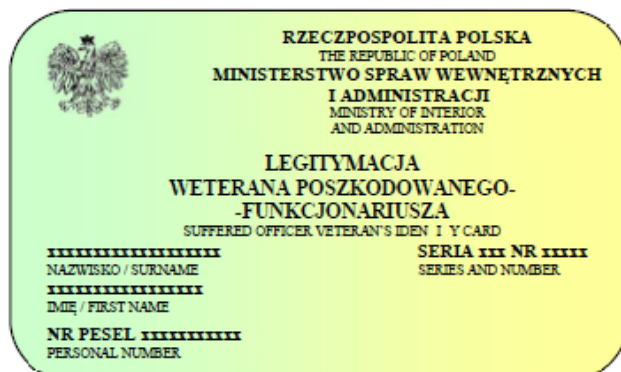 RZECZPOSPOLITA POLSKA
THE REPUBLIC OF POLAND
MINISTERSTWO SPRAW WEWNĘTRZNYCH
I ADMINISTRACJI
MINISTRY OF INTERIOR
AND ADMINISTRATION
LEGITYMACJA
WETERANA POSZKODOWANEGO-
-FUNKCJONARIUSZA
SUFFERED OFFICER VETERAN'S IDEN I Y CARD
xxxxxxxxxxxxxxxxxxx SERIA xxx NR xxxxx
NAZWISKO / SURNAME SERIES AND NUMBER
xxxxxxxxxxxxxxxxx
IMIĘ / FIRST NAME
NR PESEL xxxxxxxxxxx
PERSONAL NUMBER